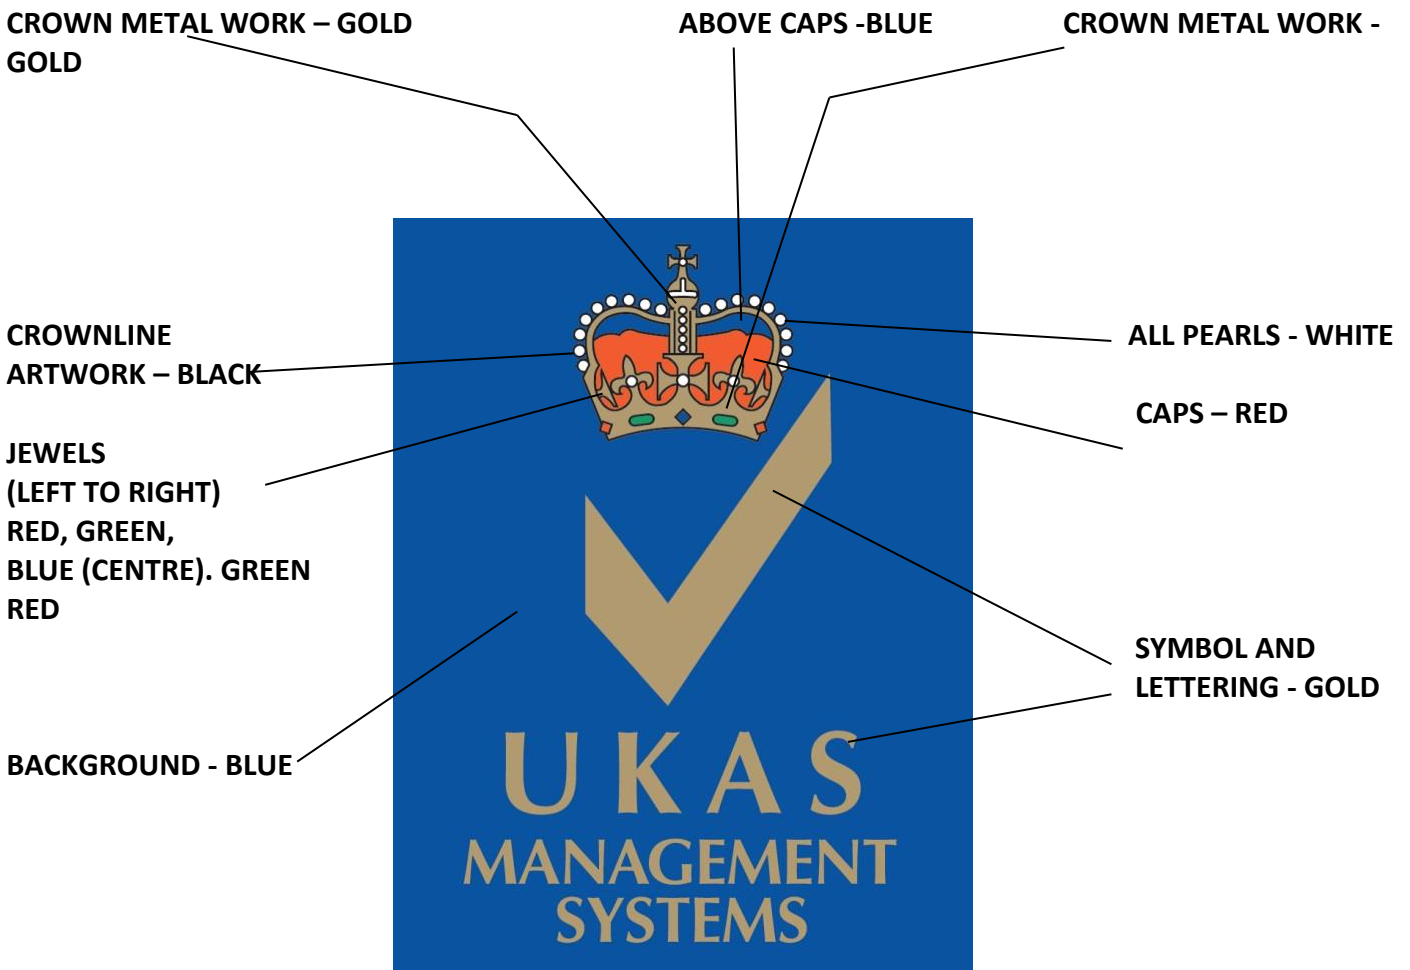 CROWN METAL WORK – GOLD ABOVE CAPS -BLUE CROWN METAL WORK -
GOLD
CROWNLINE
ARTWORK – BLACK
ALL PEARLS - WHITE
CAPS – RED
JEWELS
(LEFT TO RIGHT)
RED, GREEN,
BLUE (CENTRE). GREEN
RED
SYMBOL AND
LETTERING - GOLD
BACKGROUND - BLUE
UKAS
MANAGEMENT
SYSTEMS